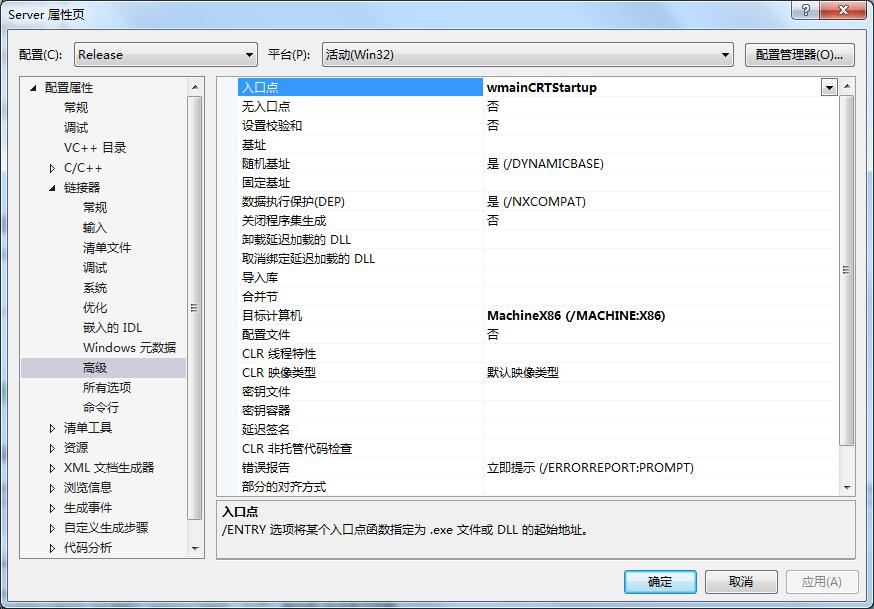 Server 属性页
配置(C): Release 平台(P): 活动(Win32) 配置管理器(O)...
配置属性
常规
调试
VC++ 目录
C/C++
链接器
常规
输入
清单文件
调试
系统
优化
嵌入的 IDL
Windows 元数据
高级
所有选项
命令行
清单工具
资源
XML 文档生成器
浏览信息
生成事件
自定义生成步骤
代码分析
入口点 wmainCRTStartup
无入口点 否
设置校验和 否
基址
随机基址 是 (/DYNAMICBASE)
固定基址
数据执行保护(DEP) 是 (/NXCOMPAT)
关闭程序集生成 否
卸载延迟加载的 DLL
取消绑定延迟加载的 DLL
导入库
合并节
目标计算机 MachineX86 (/MACHINE:X86)
配置文件 否
CLR 线程特性
CLR 映像类型 默认映像类型
密钥文件
密钥容器
延迟签名
CLR 非托管代码检查
错误报告 立即提示 (/ERRORREPORT:PROMPT)
部分的对齐方式
入口点
/ENTRY 选项将某个入口点函数指定为 .exe 文件或 DLL 的起始地址。
确定 取消 应用(A)